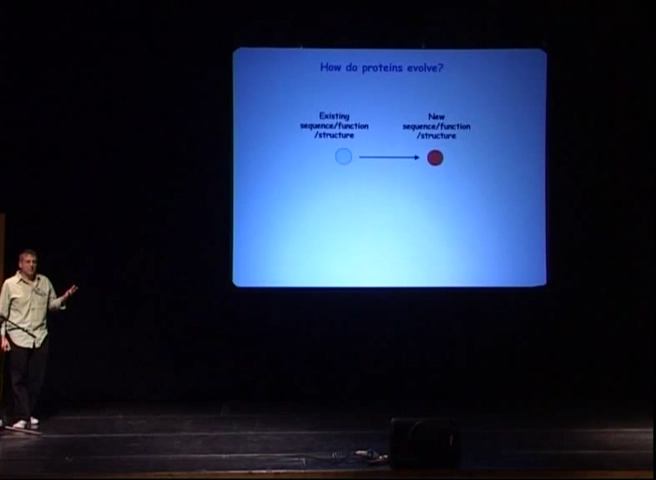 How do proteins evolve?
Existing
sequence/function
/structure
New
sequence/function
/structure